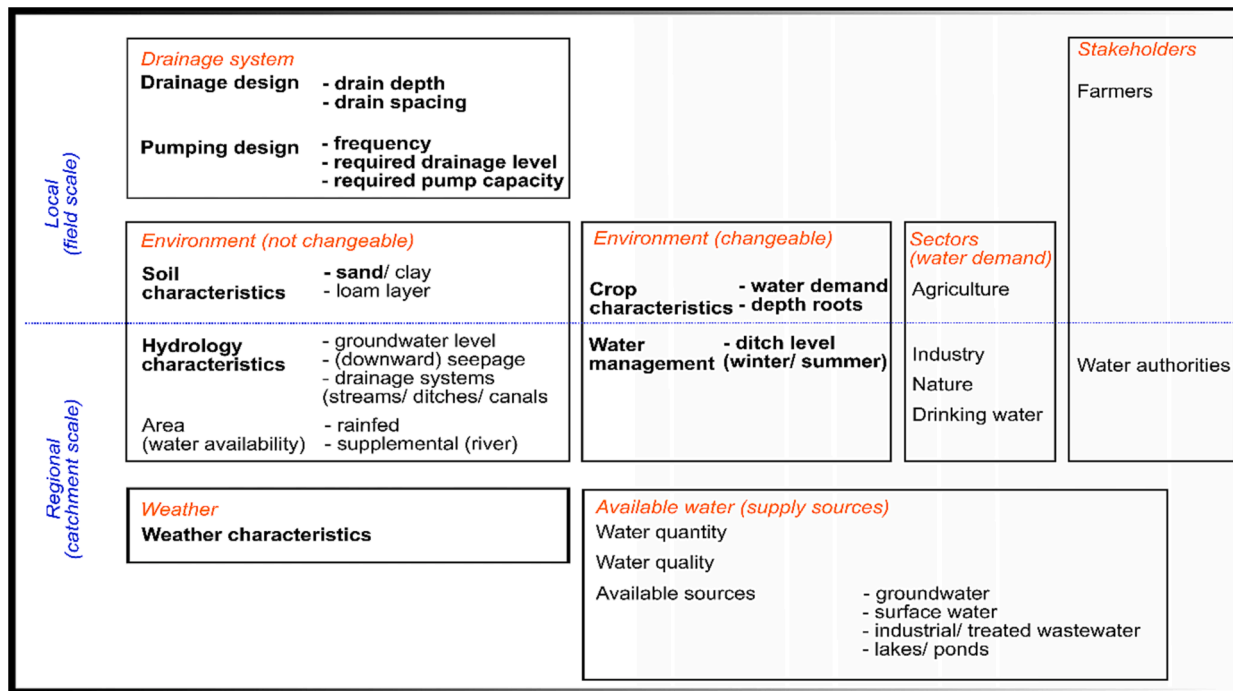 Drainage system
Drainage design - drain depth
- drain spacing
Pumping design - frequency
- required drainage level
- required pump capacity
Stakeholders
Farmers
Water authorities
Local
(field scale)
Environment (not changeable)
Soil - sand/ clay
characteristics - loam layer
Hydrology - groundwater level
characteristics - (downward) seepage
- drainage systems
(streams/ ditches/ canals
Area - rainfed
(water availability) - supplemental (river)
Environment (changeable)
Crop - water demand
characteristics - depth roots
Water - ditch level
management (winter/ summer)
Sectors
(water demand)
Agriculture
Industry
Nature
Drinking water
Regional
(catchment scale)
Weather
Weather characteristics
Available water (supply sources)
Water quantity
Water quality
Available sources - groundwater
- surface water
- industrial/ treated wastewater
- lakes/ ponds